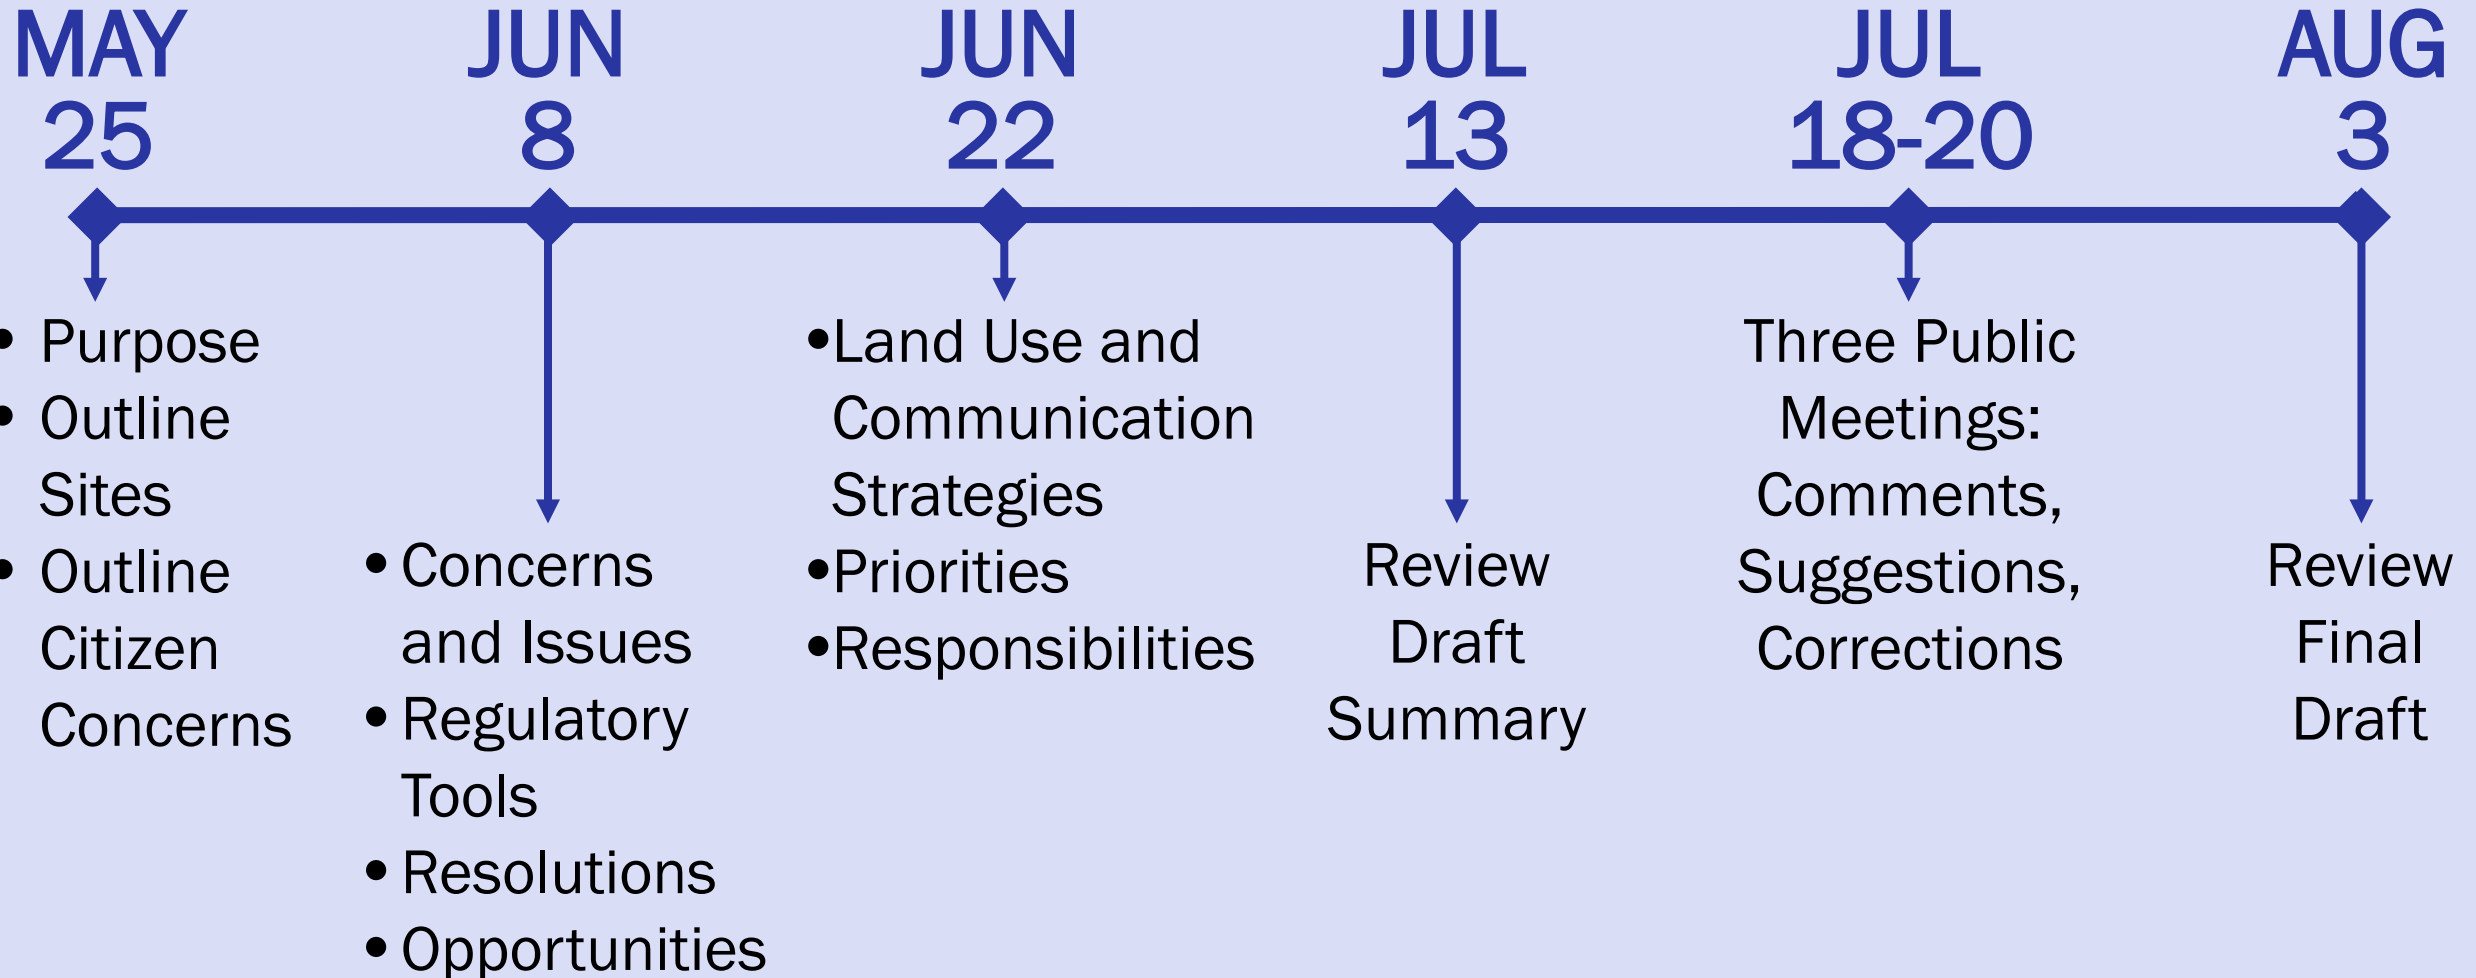 MAY
25
JUN
8
JUN
22
JUL
13
JUL
18-20
AUG
3
• Purpose
• Outline
Sites
• Outline
Citizen
Concerns
• Concerns
and Issues
• Regulatory
Tools
• Resolutions
• Opportunities
•Land Use and
Communication
Strategies
•Priorities
•Responsibilities
Review
Draft
Summary
Three Public
Meetings:
Comments,
Suggestions,
Corrections
Review
Final
Draft